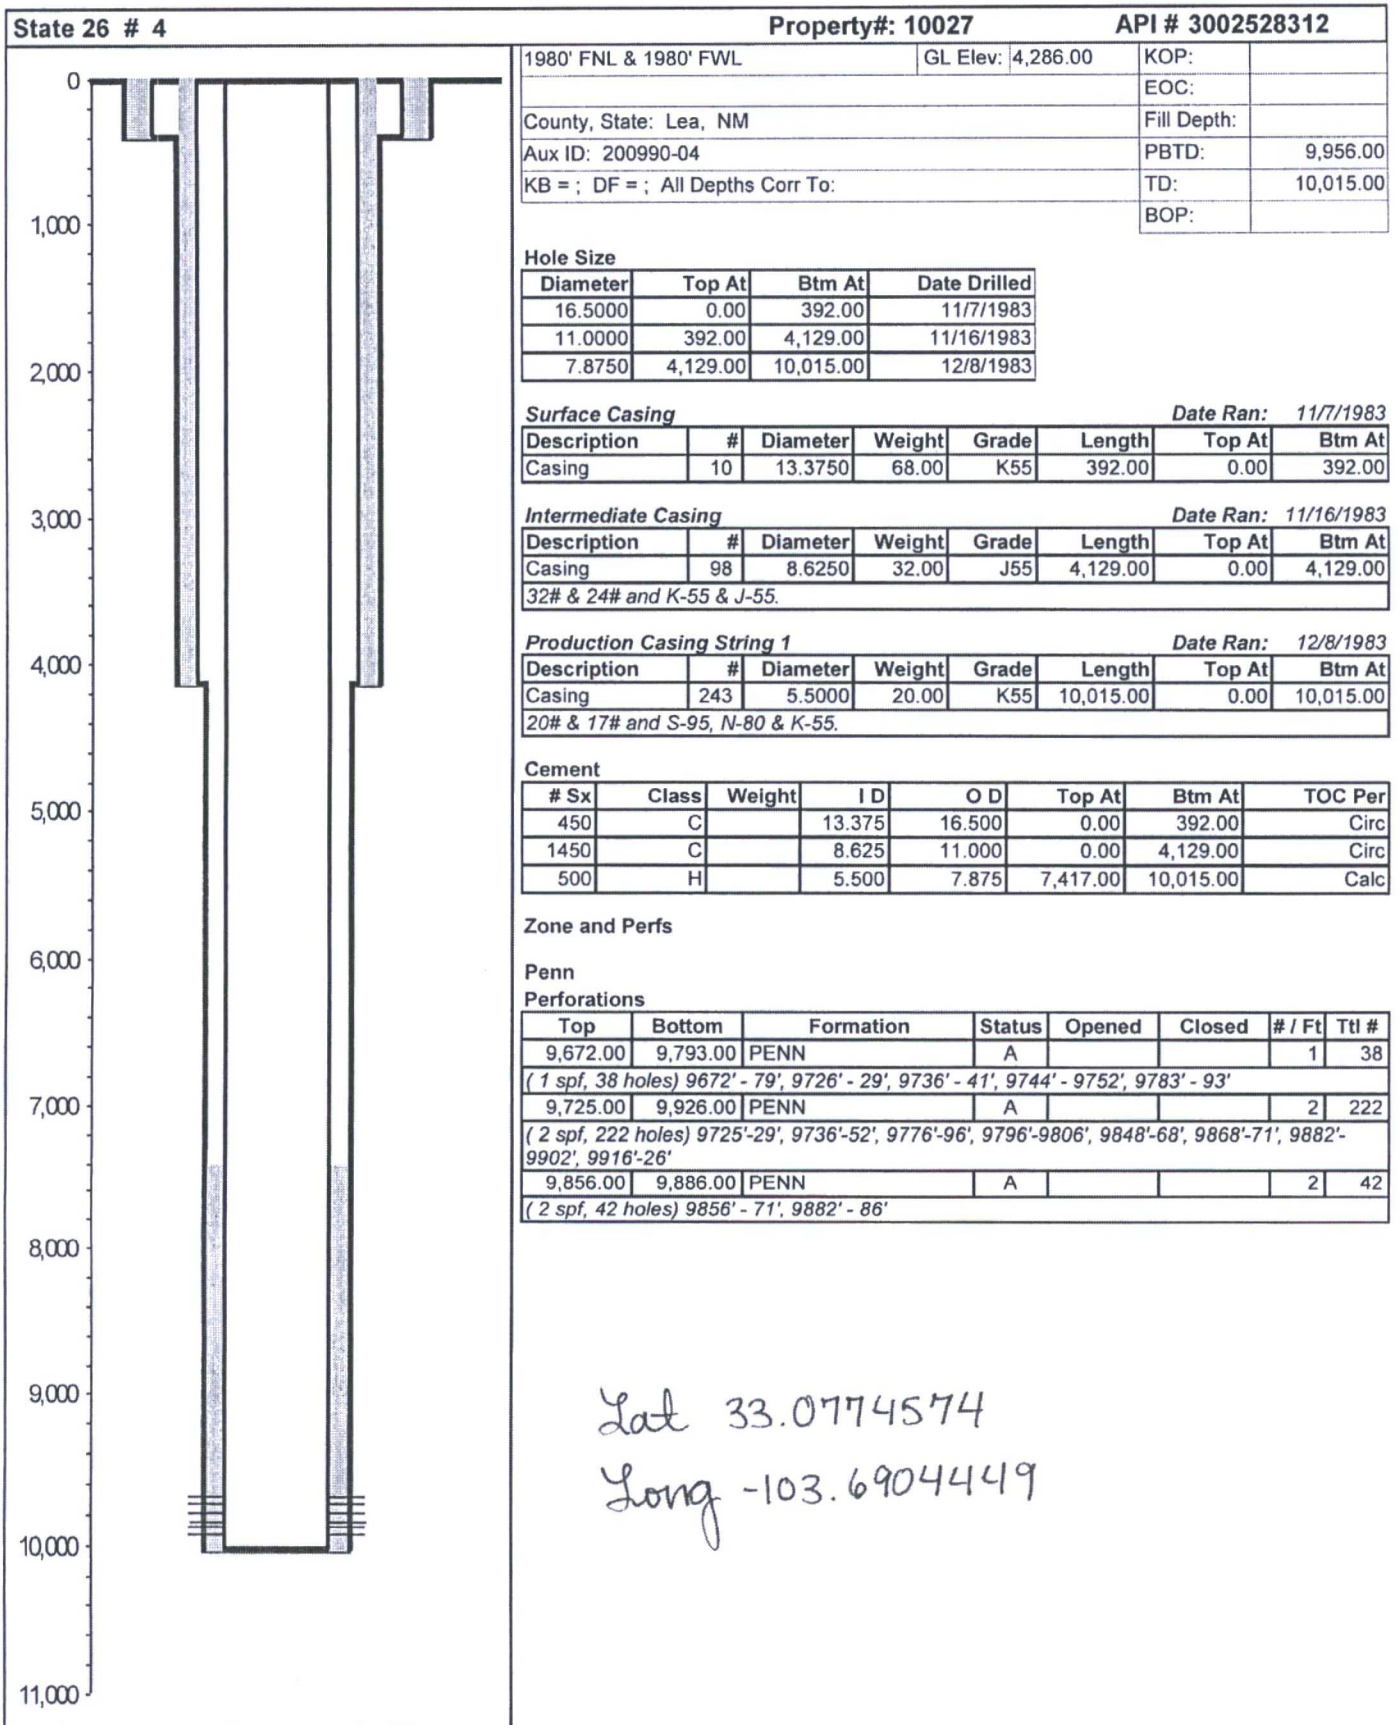 State 26 # 4 Property#: 10027 API # 3002528312
1980' FNL & 1980' FWL GL Elev: 4,286.00 KOP:
EOC:
County, State: Lea, NM Fill Depth:
Aux ID: 200990-04 PBTD: 9,956.00
KB = ; DF = ; All Depths Corr To: TD: 10,015.00
BOP:
Hole Size
Diameter Top At Btm At Date Drilled
16.5000 0.00 392.00 11/7/1983
11.0000 392.00 4,129.00 11/16/1983
7.8750 4,129.00 10,015.00 12/8/1983
Surface Casing Date Ran: 11/7/1983
Description # Diameter Weight Grade Length Top At Btm At
Casing 10 13.3750 68.00 K55 392.00 0.00 392.00
Intermediate Casing Date Ran: 11/16/1983
Description # Diameter Weight Grade Length Top At Btm At
Casing 98 8.6250 32.00 J55 4,129.00 0.00 4,129.00
32# & 24# and K-55 & J-55.
Production Casing String 1 Date Ran: 12/8/1983
Description # Diameter Weight Grade Length Top At Btm At
Casing 243 5.5000 20.00 K55 10,015.00 0.00 10,015.00
20# & 17# and S-95, N-80 & K-55.
Cement
# Sx Class Weight I D O D Top At Btm At TOC Per
450 C 13.375 16.500 0.00 392.00 Circ
1450 C 8.625 11.000 0.00 4,129.00 Circ
500 H 5.500 7.875 7,417.00 10,015.00 Calc
Zone and Perfs
Penn
Perforations
Top Bottom Formation Status Opened Closed # / Ft Ttl #
9,672.00 9,793.00 PENN A 1 38
( 1 spf, 38 holes) 9672' - 79', 9726' - 29', 9736' - 41', 9744' - 9752', 9783' - 93'
9,725.00 9,926.00 PENN A 2 222
( 2 spf, 222 holes) 9725'-29', 9736'-52', 9776'-96', 9796'-9806', 9848'-68', 9868'-71', 9882'-
9902', 9916'-26'
9,856.00 9,886.00 PENN A 2 42
( 2 spf, 42 holes) 9856' - 71', 9882' - 86'
Lat 33.0774574
Long -103.6904449
0
1,000
2,000
3,000
4,000
5,000
6,000
7,000
8,000
9,000
10,000
11,000